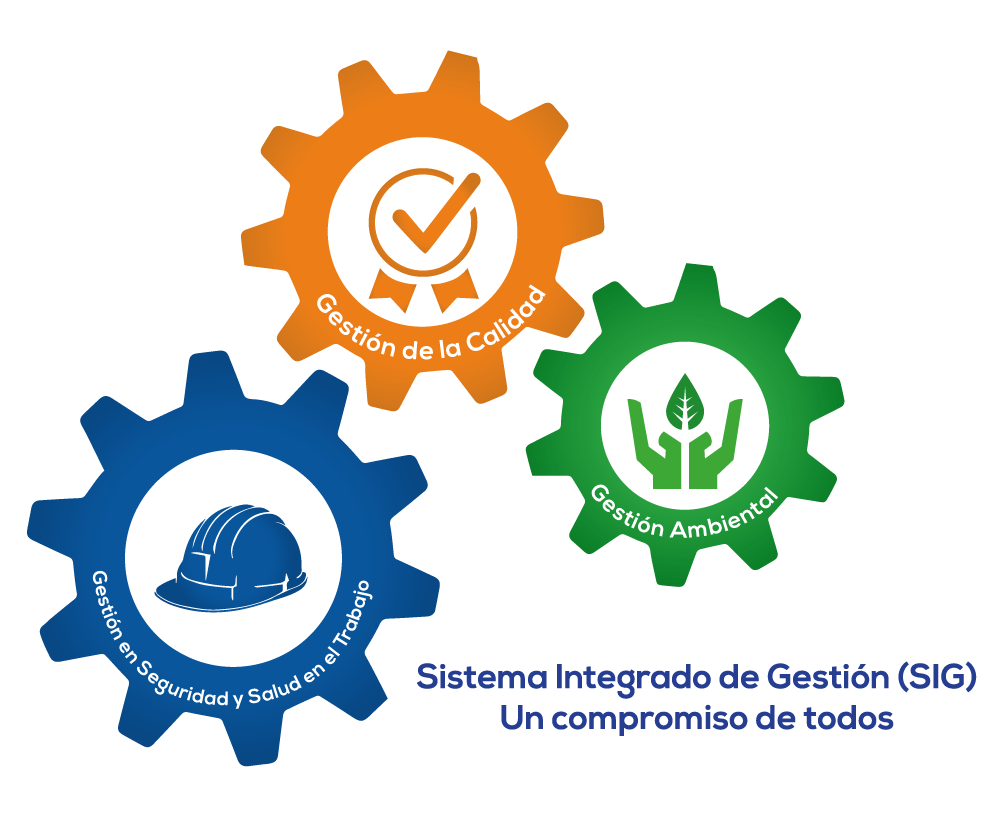 Gestión de la Calidad
Gestión Ambiental
Gestión en Seguridad y Salud en el Trabajo
Sistema Integrado de Gestión (SIG)
Un compromiso de todos